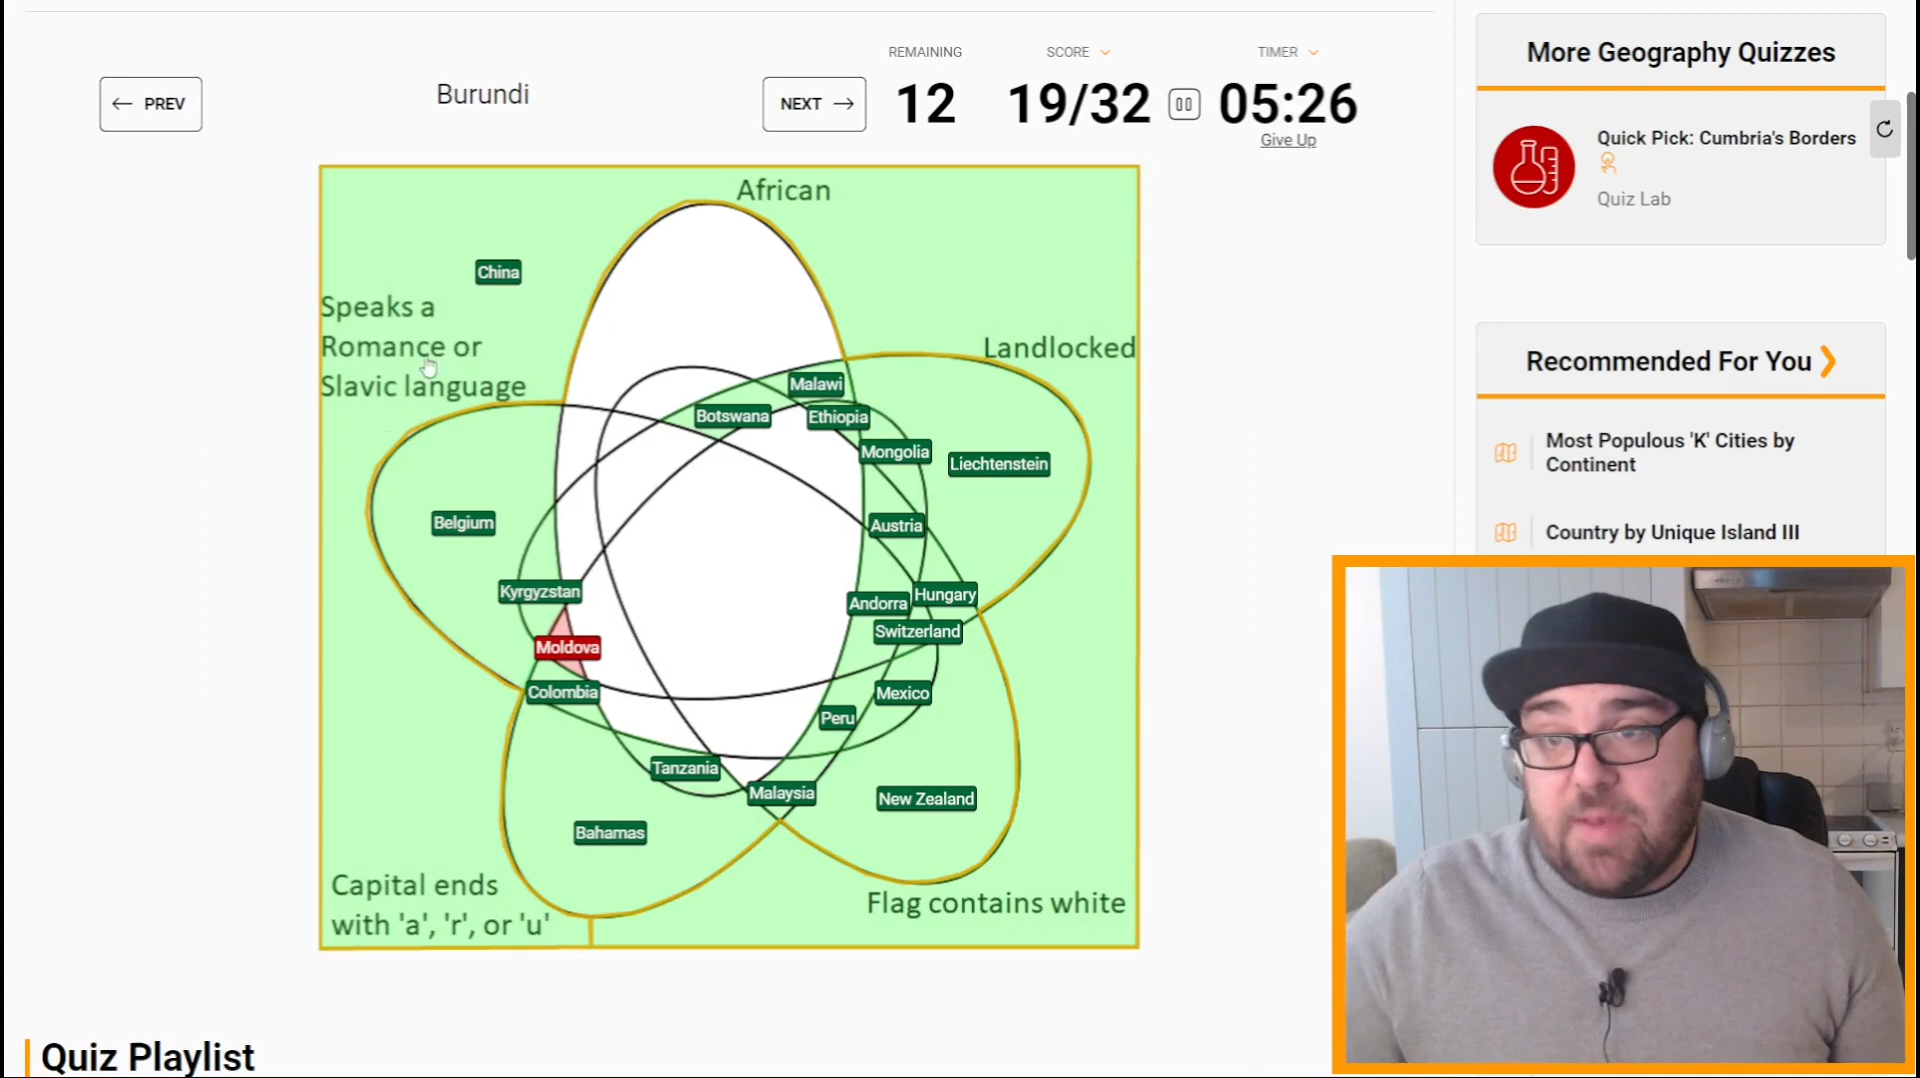 ← PREV
Burundi
NEXT →
REMAINING
12
SCORE
19/32
TIMER
05:26
Give Up
African
China
Speaks a
Romance or
Slavic language
Landlocked
Malawi
Botswana
Ethiopia
Mongolia
Liechtenstein
Belgium
Austria
Kyrgyzstan
Andorra
Hungary
Switzerland
Moldova
Colombia
Mexico
Peru
Tanzania
Malaysia
New Zealand
Bahamas
Capital ends
with 'a', 'r', or 'u'
Flag contains white
Quiz Playlist
More Geography Quizzes
Quick Pick: Cumbria's Borders
Quiz Lab
Recommended For You
Most Populous 'K' Cities by
Continent
Country by Unique Island III